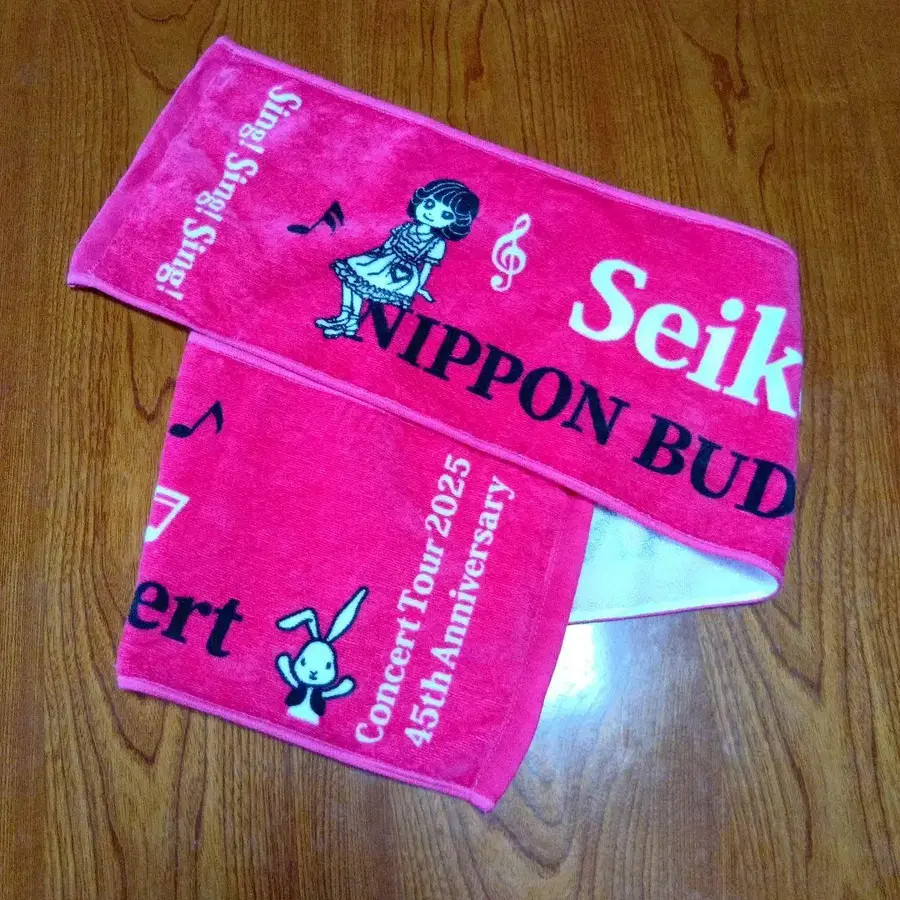 Sing! Sing! Sing!
Seik
NIPPON BUD
ert
Concert Tour 2025
45th Anniversary